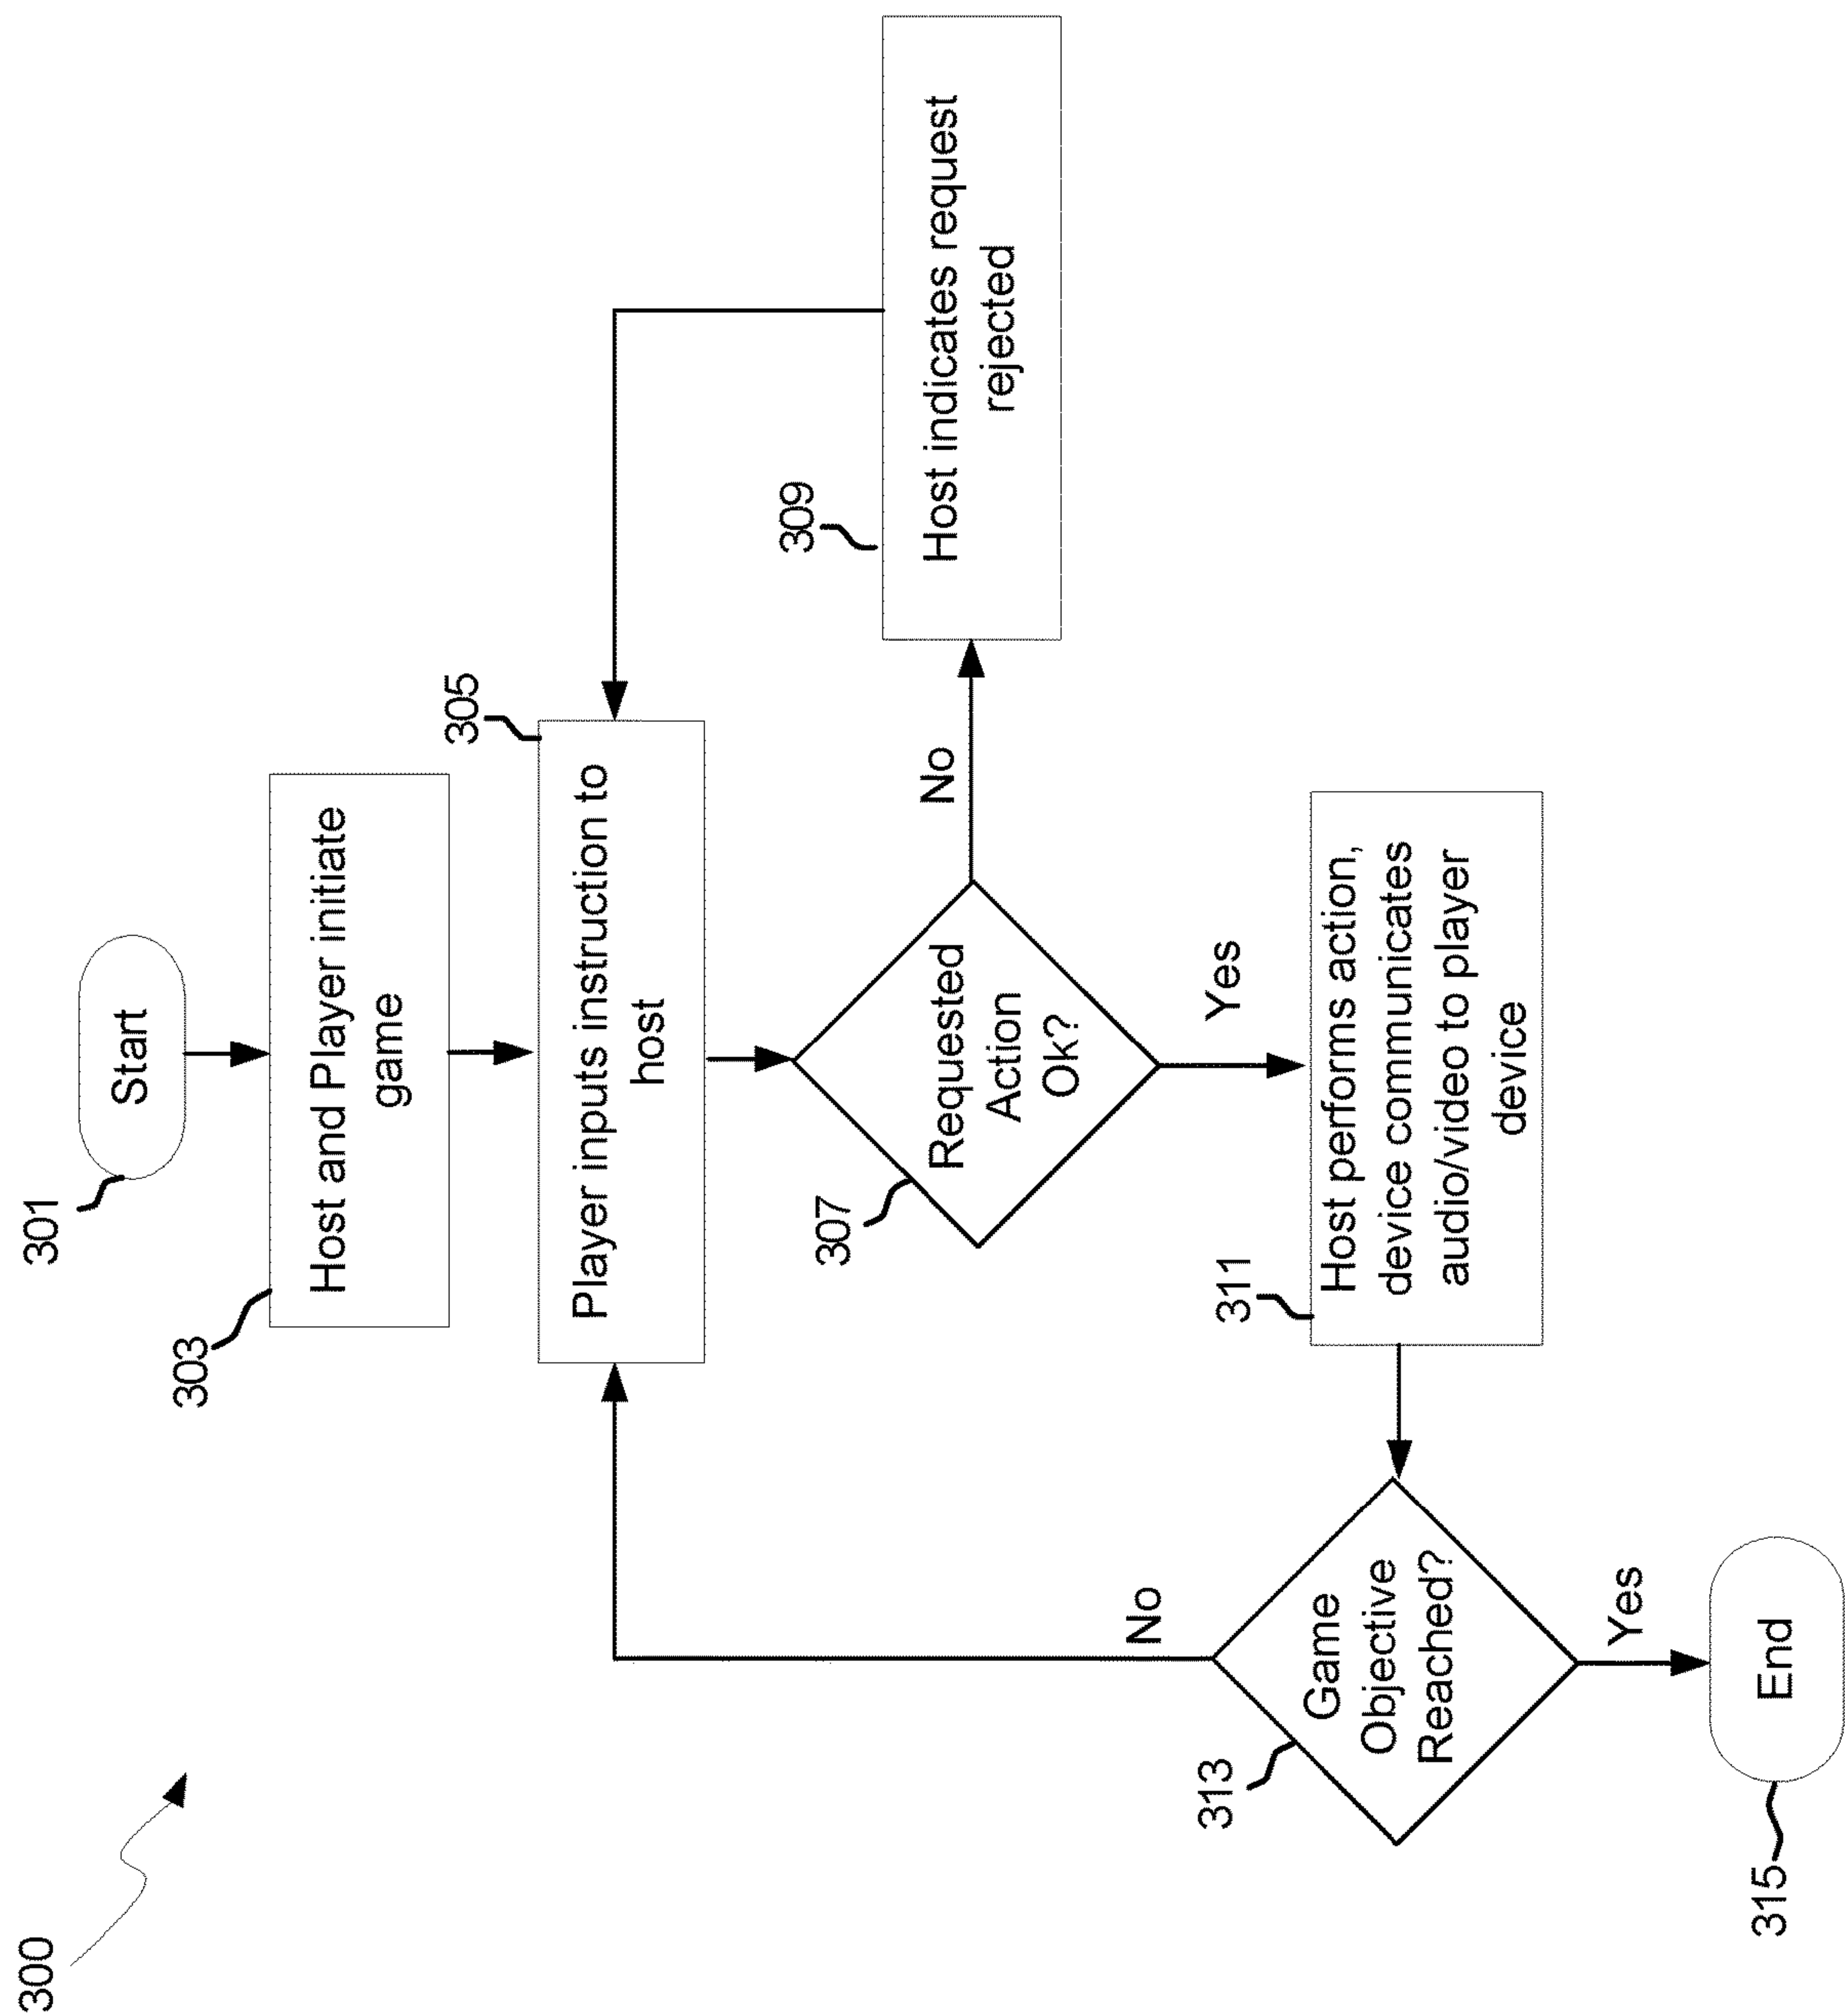 300
301
Start
303
Host and Player initiate
game
305
Player inputs instruction to
host
307
Requested
Action
Ok?
No
309
Host indicates request
rejected
Yes
311
Host performs action,
device communicates
audio/video to player
device
313
Game
Objective
Reached?
No
Yes
315
End